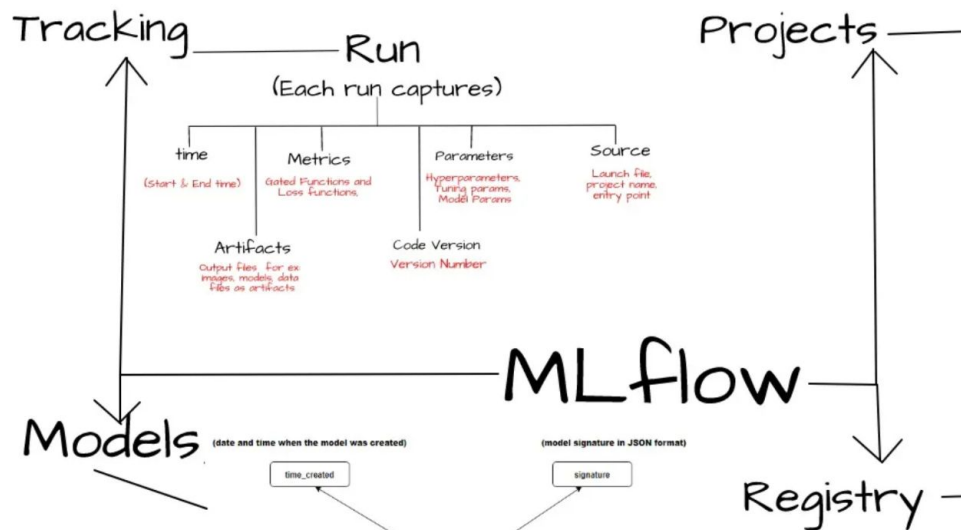 Tracking
Run
Projects
(Each run captures)
time
Metrics
Parameters
Source
(Start & End time)
Gated Functions and
Loss functions,
Hyperparameters,
Tuning params,
Model Params
Launch file,
project name,
entry point
Artifacts
Code Version
Output files for ex
images, models, data
files as artifacts
Version Number
MLflow
Models
(date and time when the model was created)
(model signature in JSON format)
time_created
signature
Registry